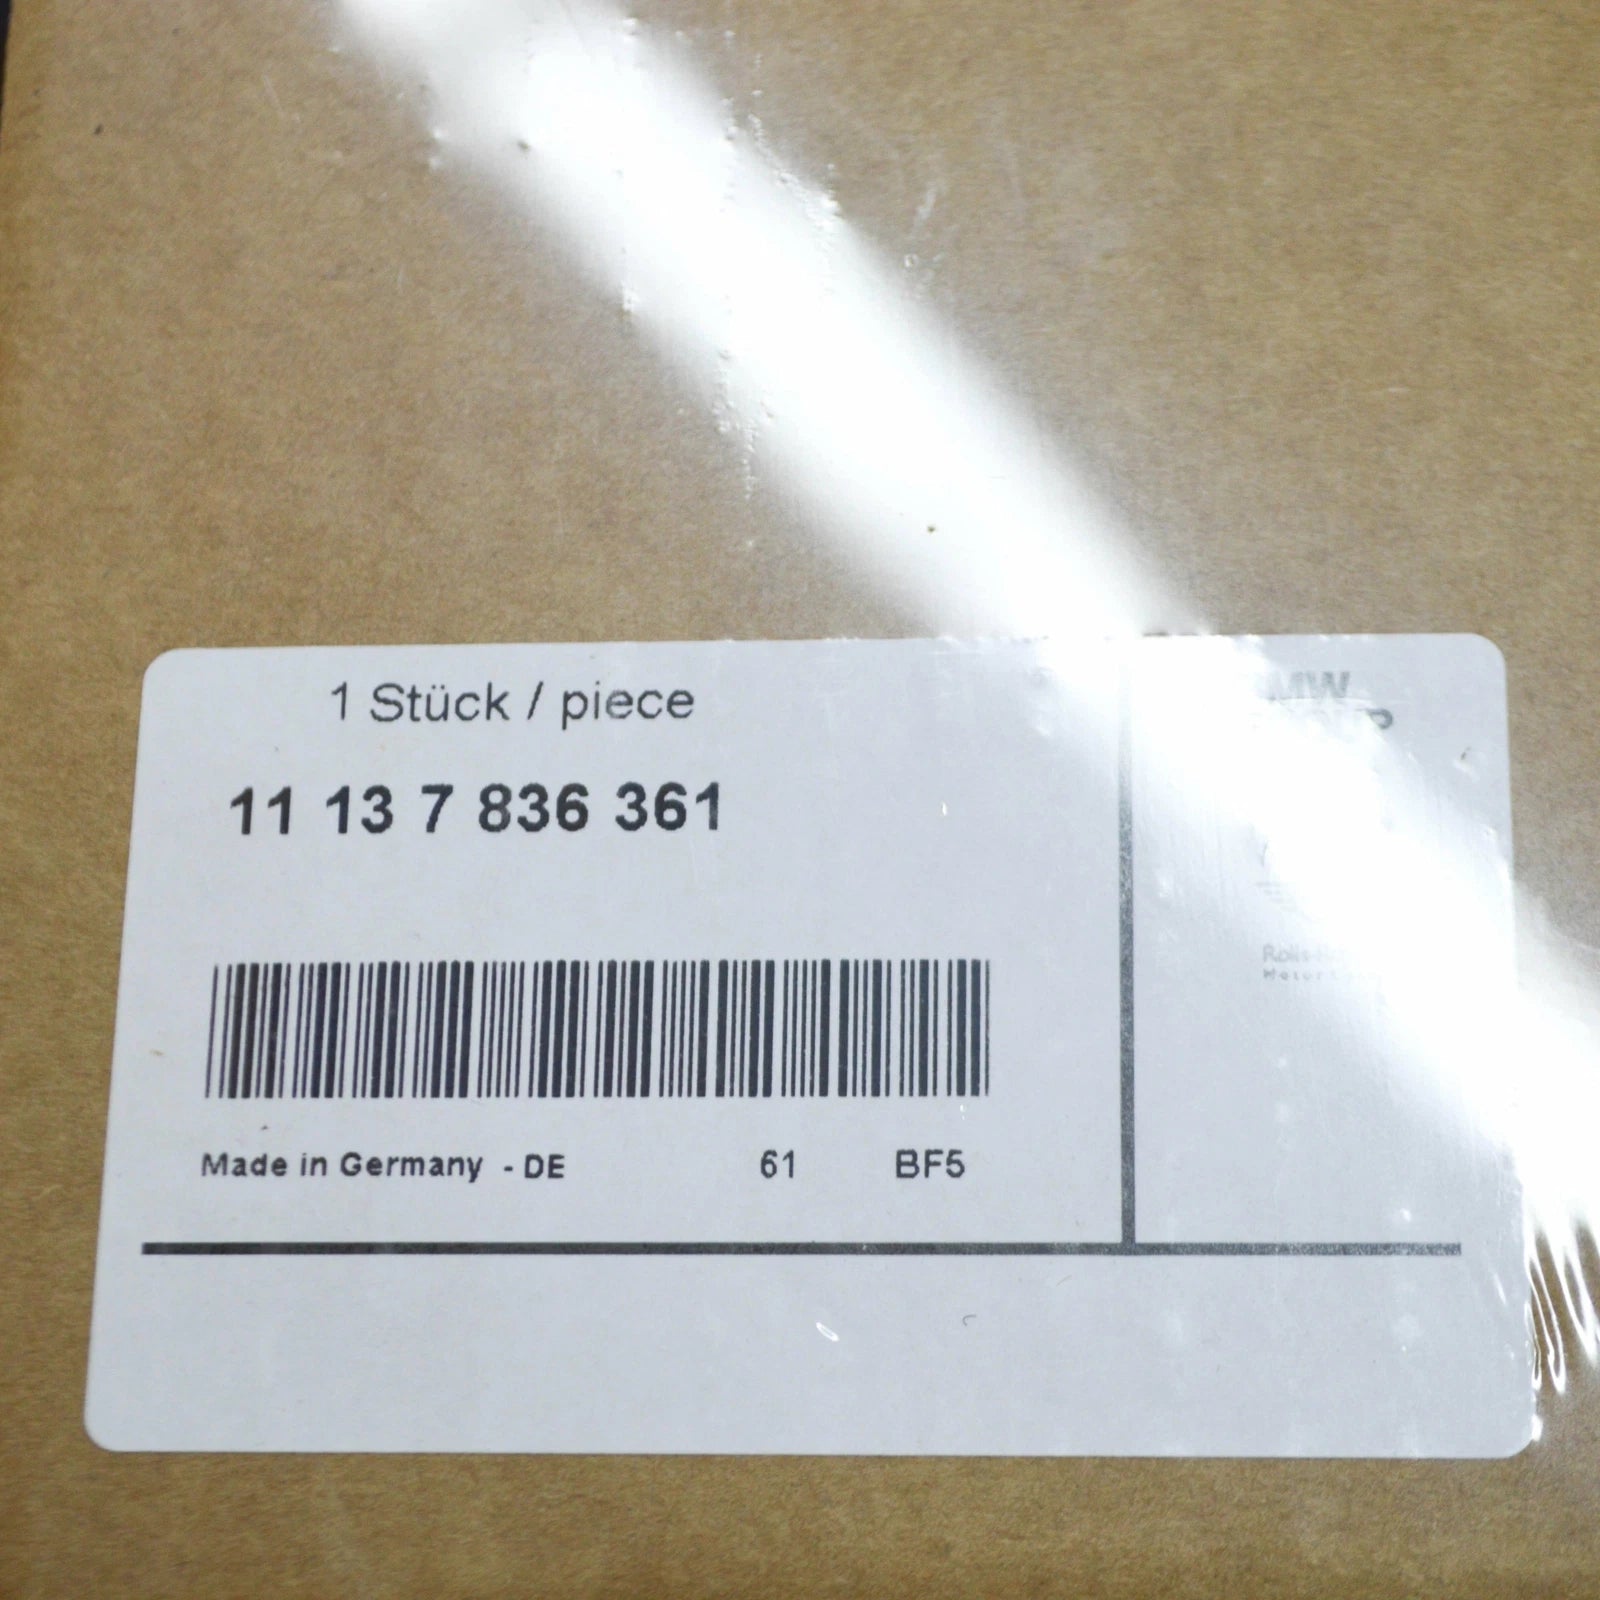 1 Stück / piece
11 13 7 836 361
Made in Germany - DE 61 BF5